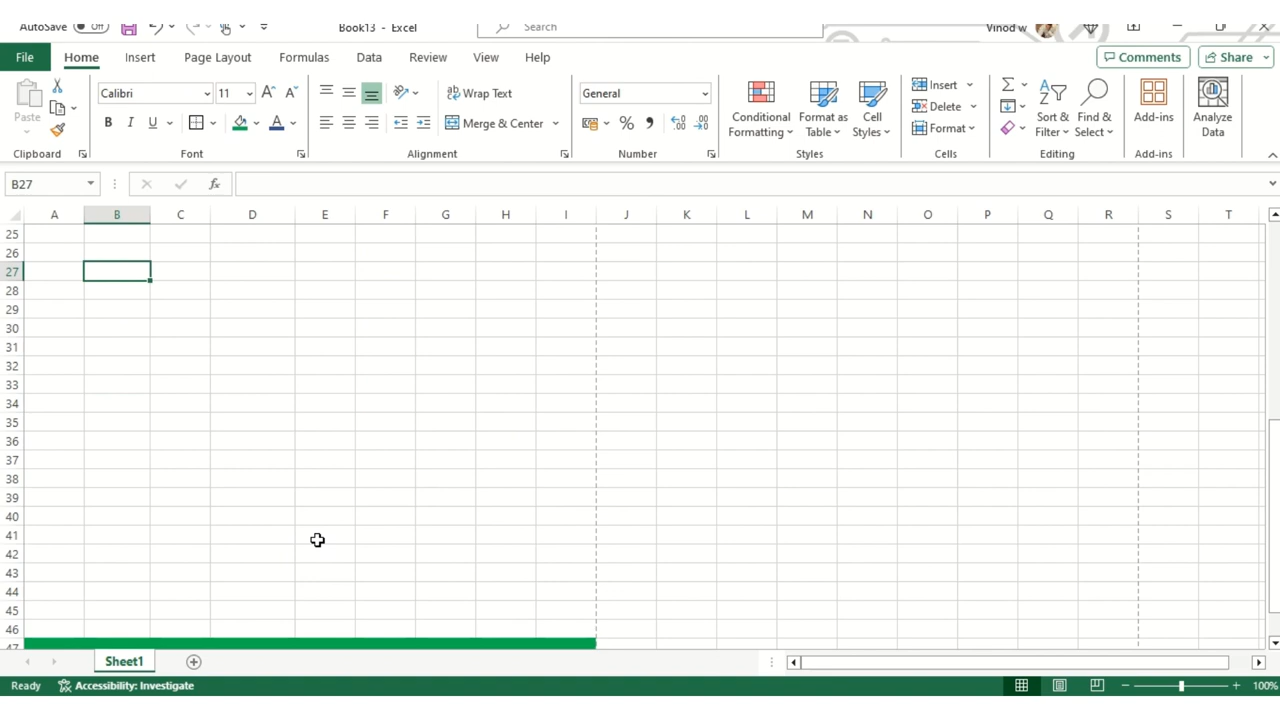 AutoSave Off Book13 - Excel Search Vinod w
File Home Insert Page Layout Formulas Data Review View Help Comments Share
Paste Calibri 11 A^ A˅ Wrap Text General Conditional Formatting Format as Table Cell Styles Insert Sort & Filter Find & Select Add-ins Analyze Data
B I U A Merge & Center % 9 Delete
Format
Clipboard Font Alignment Number Styles Cells Editing Add-ins
B27 fx
A B C D E F G H I J K L M N O P Q R S T
25
26
27
28
29
30
31
32
33
34
35
36
37
38
39
40
41
42
43
44
45
46
47
Sheet1
Ready Accessibility: Investigate 100%